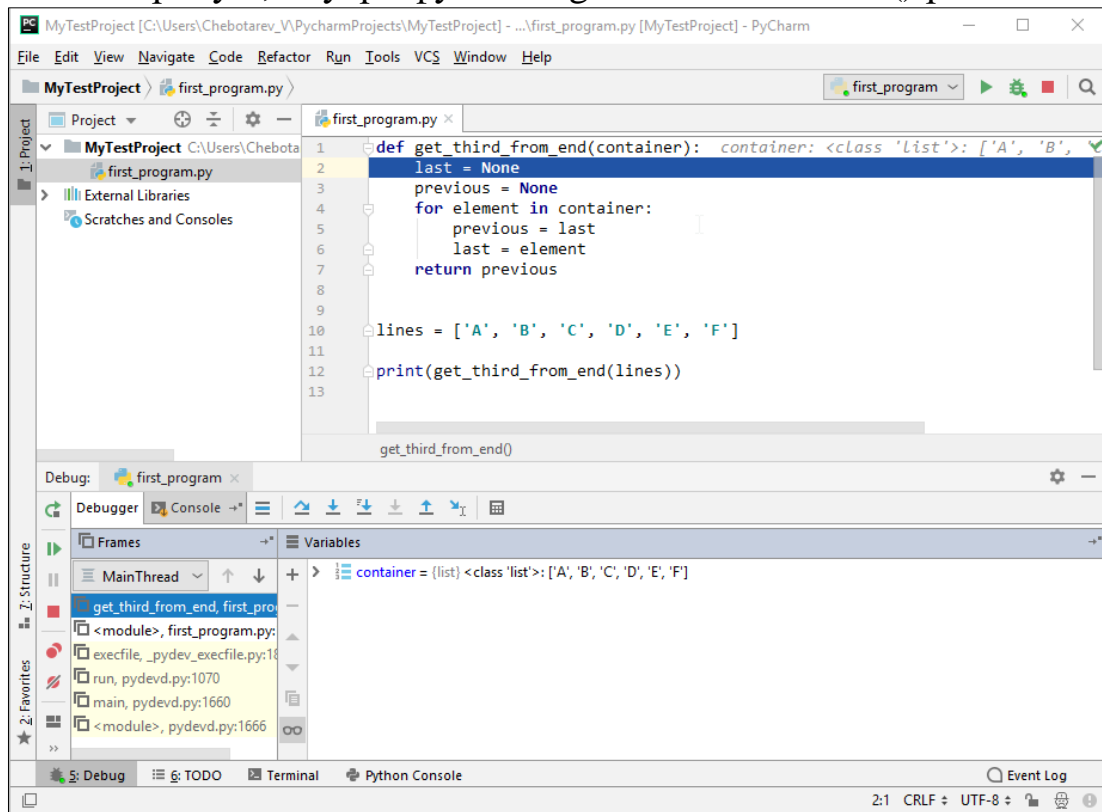 MyTestProject [C:\Users\Chebotarev_V\PycharmProjects\MyTestProject] - ...\first_program.py [MyTestProject] - PyCharm
File Edit View Navigate Code Refactor Run Tools VCS Window Help
MyTestProject first_program.py first_program
1: Project
Project
MyTestProject C:\Users\Chebota
first_program.py
External Libraries
Scratches and Consoles
first_program.py
1 def get_third_from_end(container): container: <class 'list'>: ['A', 'B',
2 last = None
3 previous = None
4 for element in container:
5 previous = last
6 last = element
7 return previous
8
9
10 lines = ['A', 'B', 'C', 'D', 'E', 'F']
11
12 print(get_third_from_end(lines))
13
get_third_from_end()
Debug: first_program
Debugger Console
Frames
MainThread
get_third_from_end, first_pro
<module>, first_program.py:
execfile, _pydev_execfile.py:18
run, pydevd.py:1070
main, pydevd.py:1660
<module>, pydevd.py:1666
Variables
container = {list} <class 'list'>: ['A', 'B', 'C', 'D', 'E', 'F']
7: Structure
2: Favorites
5: Debug 6: TODO Terminal Python Console Event Log
2:1 CRLF UTF-8